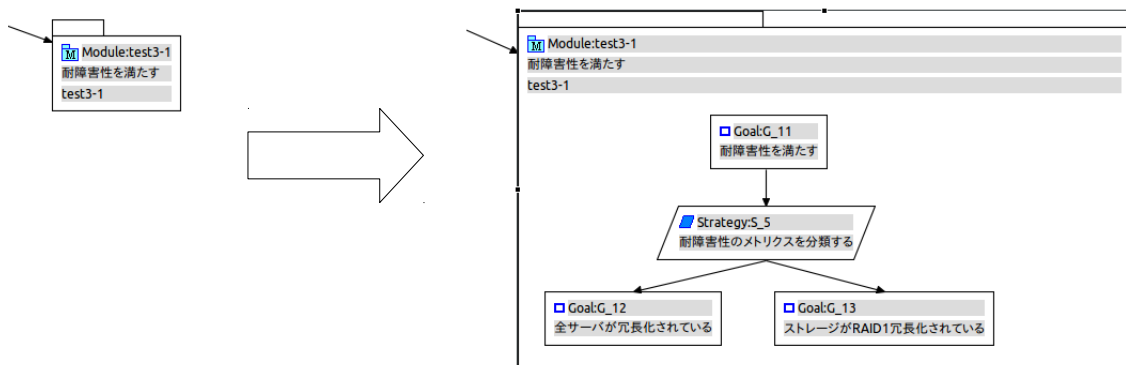 M Module:test3-1
耐障害性を満たす
test3-1
M Module:test3-1
耐障害性を満たす
test3-1
Goal:G_11
耐障害性を満たす
Strategy:S_5
耐障害性のメトリクスを分類する
Goal:G_12
全サーバが冗長化されている
Goal:G_13
ストレージがRAID1冗長化されている